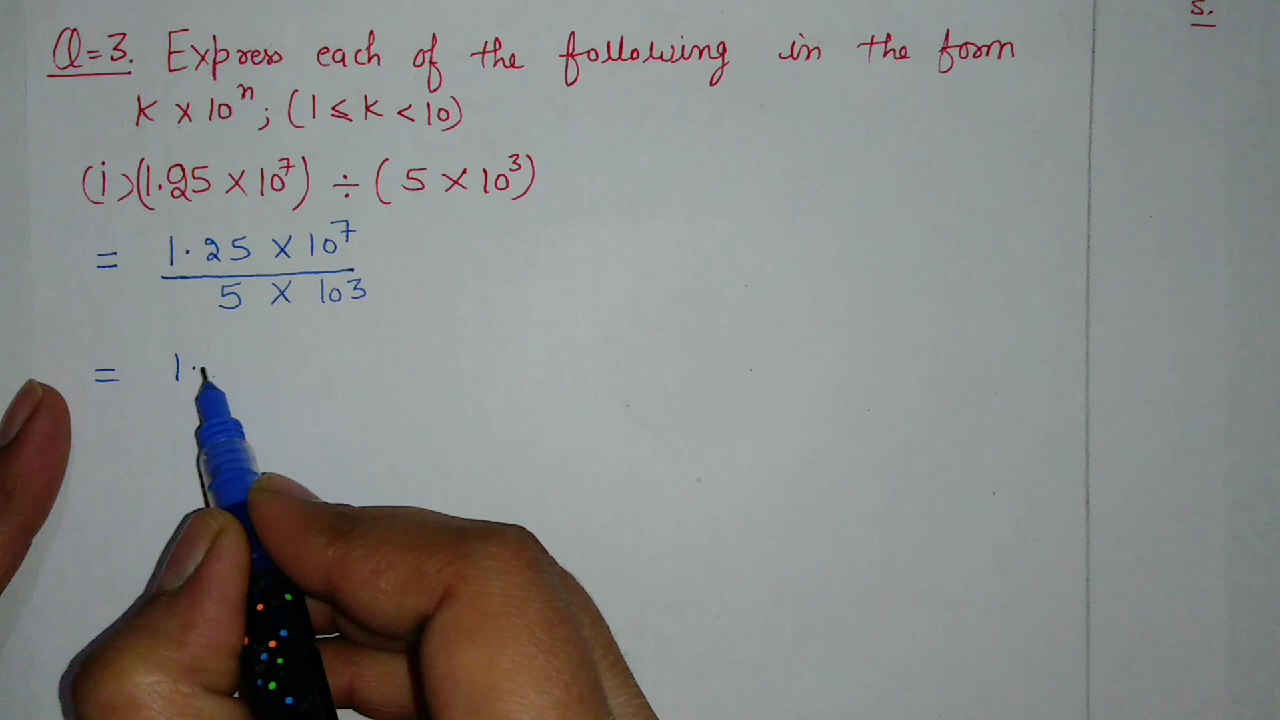 Q=3. Express each of the following in the form
K × 10ⁿ; (1 ≤ K < 10)
(i) (1.25 × 10⁷) ÷ (5 × 10³)
= 1.25 × 10⁷
5 × 10³
= 1.
5.